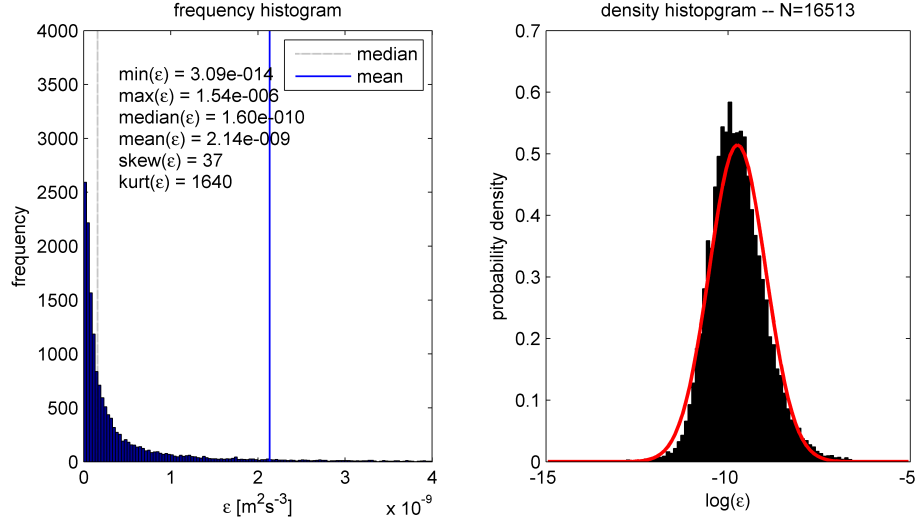 frequency histogram
4000
3500
3000
2500
2000
1500
1000
500
0
frequency
median
mean
min(ε) = 3.09e-014
max(ε) = 1.54e-006
median(ε) = 1.60e-010
mean(ε) = 2.14e-009
skew(ε) = 37
kurt(ε) = 1640
0 1 2 3 4
x 10⁻⁹
ε [m²s⁻³]
density histopgram -- N=16513
0.7
0.6
0.5
0.4
0.3
0.2
0.1
0
probability density
-15 -10 -5
log(ε)